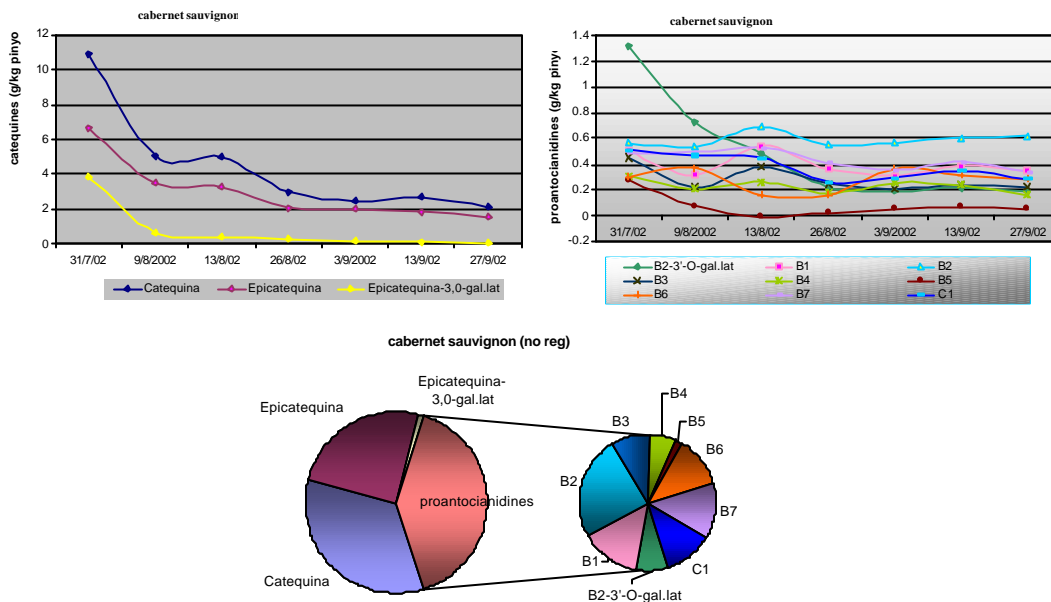 cabernet sauvignon
catequines (g/kg pinyo
12
10
8
6
4
2
0
31/7/02 9/8/2002 13/8/02 26/8/02 3/9/2002 13/9/02 27/9/02
Catequina Epicatequina Epicatequina-3,0-gal.lat
cabernet sauvignon
proantocianidines (g/kg pinyo
1.4
1.2
1
0.8
0.6
0.4
0.2
0
-0.2
31/7/02 9/8/2002 13/8/02 26/8/02 3/9/2002 13/9/02 27/9/02
B2-3'-O-gal.lat B1 B2
B3 B4 B5
B6 B7 C1
cabernet sauvignon (no reg)
Epicatequina-
3,0-gal.lat
Epicatequina
proantocianidines
Catequina
B4
B5
B3
B6
B2
B7
B1
C1
B2-3'-O-gal.lat